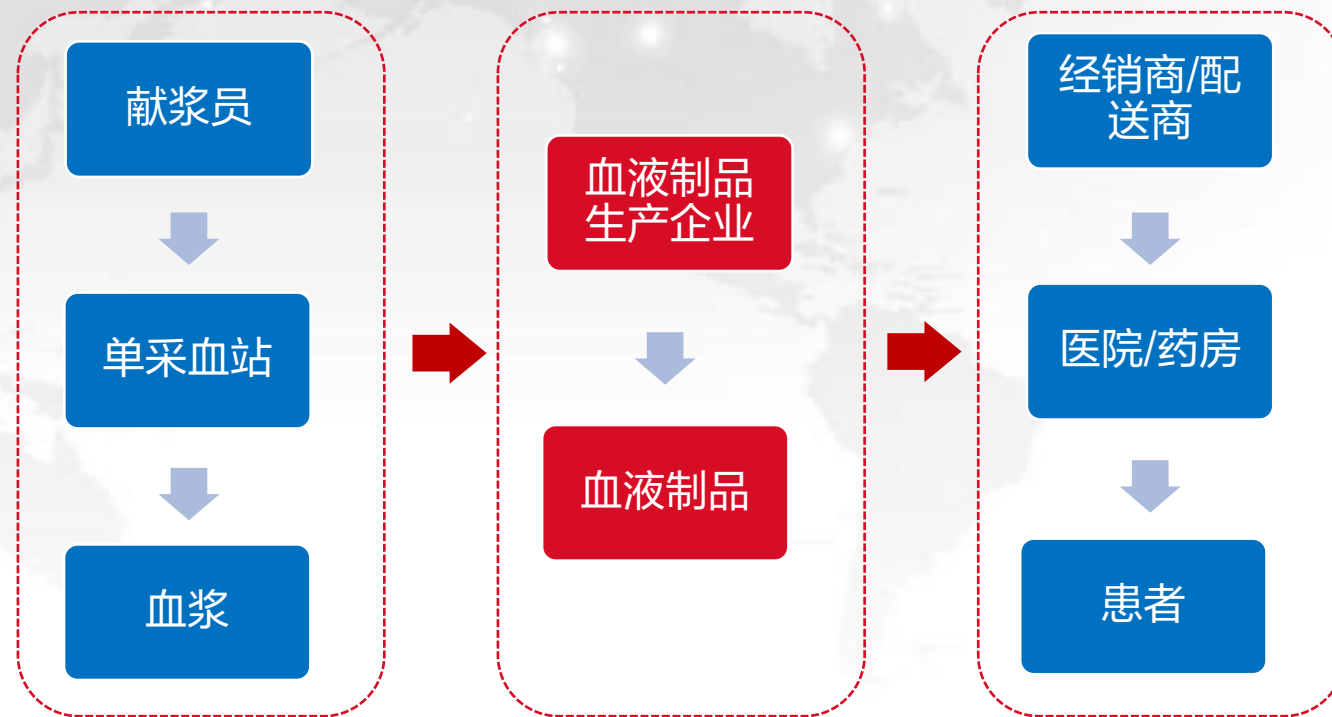 献浆员
单采血站
血浆
血液制品
生产企业
血液制品
经销商/配
送商
医院/药房
患者